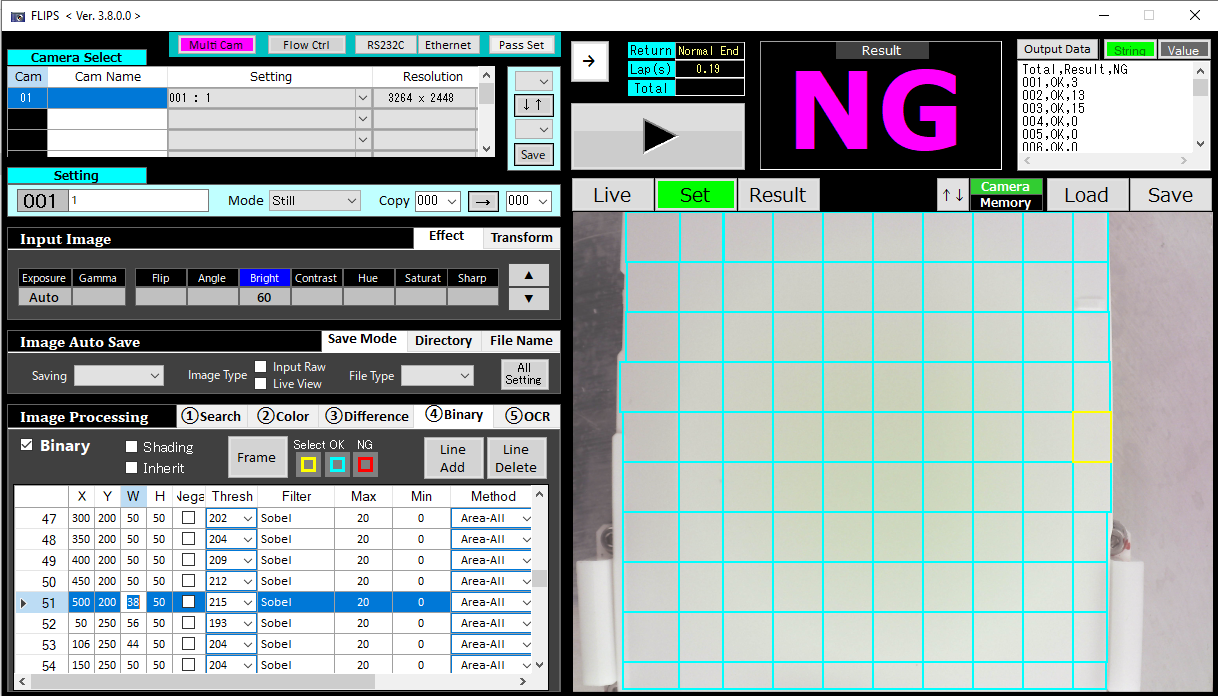 FLIPS < Ver. 3.8.0.0 >
Multi Cam Flow Ctrl RS232C Ethernet Pass Set
Camera Select
Cam Cam Name Setting Resolution
01 001 : 1 3264 x 2448
↓↑
Save
Setting
001 1 Mode Still Copy 000 → 000
Input Image Effect Transform
Exposure Gamma Flip Angle Bright Contrast Hue Saturat Sharp ▲
Auto 60 ▼
Image Auto Save Save Mode Directory File Name
Saving Image Type Input Raw File Type All
Live View Setting
Image Processing ①Search ②Color ③Difference ④Binary ⑤OCR
Binary Shading Frame Select OK NG Line Line
Inherit Add Delete
X Y W H Nega Thresh Filter Max Min Method
47 300 200 50 50 202 Sobel 20 0 Area-All
48 350 200 50 50 204 Sobel 20 0 Area-All
49 400 200 50 50 209 Sobel 20 0 Area-All
50 450 200 50 50 212 Sobel 20 0 Area-All
51 500 200 38 50 215 Sobel 20 0 Area-All
52 50 250 56 50 193 Sobel 20 0 Area-All
53 106 250 44 50 204 Sobel 20 0 Area-All
54 150 250 50 50 204 Sobel 20 0 Area-All
→
Return Normal End
Lap(s) 0.19
Total
Result
NG
Output Data String Value
Total,Result,NG
001,OK,3
002,OK,13
003,OK,15
004,OK,0
005,OK,0
006,OK,0
Live Set Result ↑↓ Camera Load Save
Memory